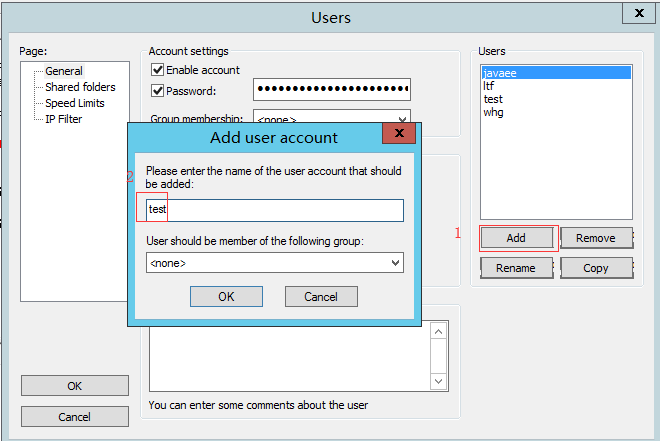 Users
x
Page:
General
Shared folders
Speed Limits
IP Filter
Account settings
Enable account
Password:
Group membership:
<none>
Users
javaee
ltf
test
whg
1
Add
Remove
Rename
Copy
Add user account
x
2
Please enter the name of the user account that should
be added:
test
User should be member of the following group:
<none>
OK
Cancel
You can enter some comments about the user
OK
Cancel